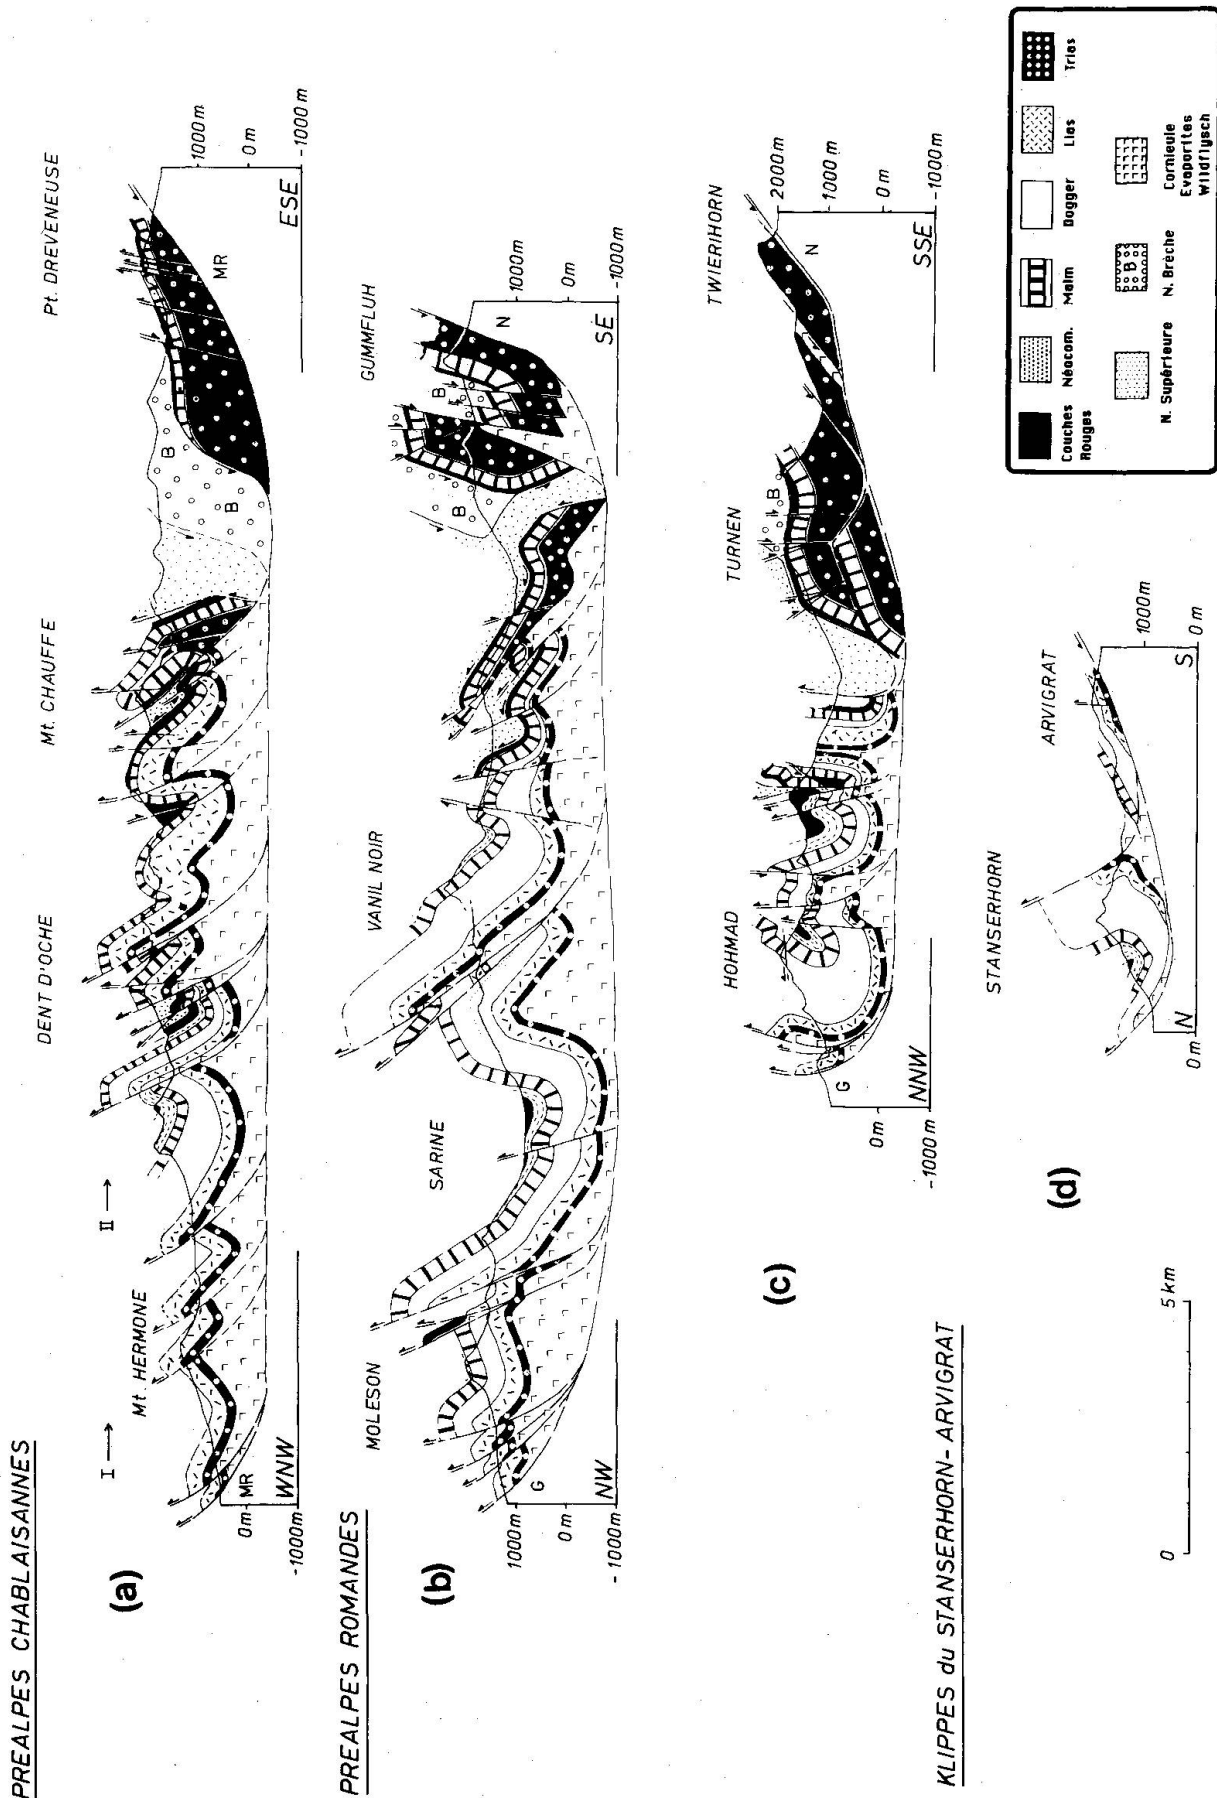 PREALPES CHABLAISANNES
(a)
I →
II →
Mt. HERMONE
DENT D'OCHE
Mt. CHAUFFE
Pt. DREVENEUSE
B
B
MR
MR
WNW
ESE
0m
-1000m
1000m
0m
-1000m
PREALPES ROMANDES
(b)
MOLESON
SARINE
VANIL NOIR
GUMMFLUH
B
B
G
N
NW
SE
1000m
0m
-1000m
1000m
0m
-1000m
(c)
HOHMAD
TURNEN
TWIERIHORN
B
G
N
NNW
SSE
0m
-1000m
2000m
1000m
0m
-1000m
KLIPPES du STANSERHORN-ARVIGRAT
(d)
STANSERHORN
ARVIGRAT
N
S
0m
1000m
0m
0
5 km
Couches Rouges
Néocom.
Malm
Dogger
Lias
Trias
N. Supérieure
B
N. Brèche
Cornieule
Evaporites
Wildflysch